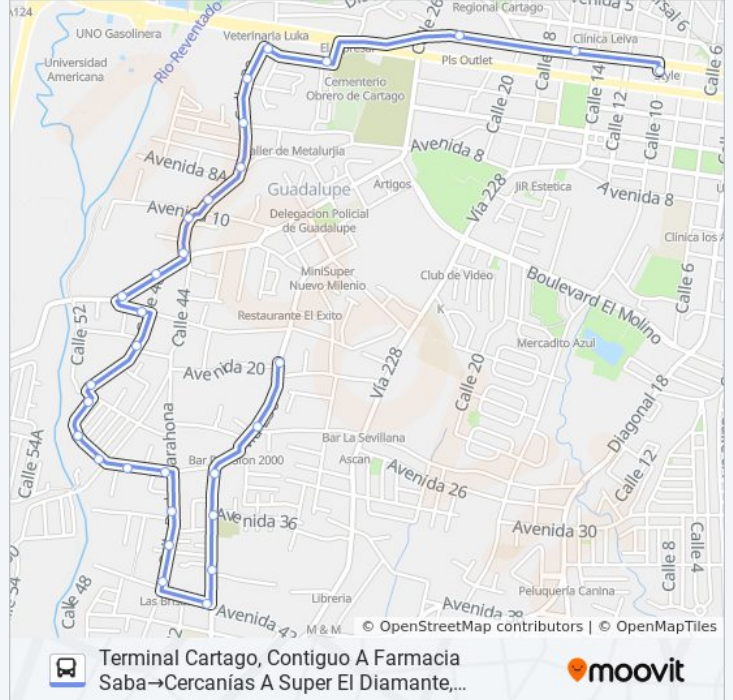 A124
Avenida 5
Regional Cartago
UNO Gasolinera
Veterinaria Luka
Calle 26
Clínica Leiva
Calle 8
Calle 6
Rio Reventado
Universidad
Americana
Pls Outlet
Style
Cementerio
Obrero de Cartago
Calle 20
Calle 14
Calle 12
Calle 10
Avenida 8
Avenida 8A
Guadalupe
Artigos
JiR Estetica
Avenida 8
Vía 228
Delegacion Policial
de Guadalupe
Clínica los A
MiniSuper
Nuevo Milenio
Club de Video
Boulevard El Molino
Calle 6
Calle 44
Calle 52
Restaurante El Exito
K
Mercadito Azul
Avenida 20
Vía 228
Calle 20
Diagonal 18
Bar La Sevillana
Calle 54A
Ascan
Avenida 26
Calle 12
Avenida 36
Avenida 30
Calle 8
Calle 4
Calle 48
Peluquería Canina
Libreria
Avenida 42
M & M
© OpenStreetMap contributors | © OpenMapTiles
Terminal Cartago, Contiguo A Farmacia
Saba→Cercanías A Super El Diamante,...
moovit